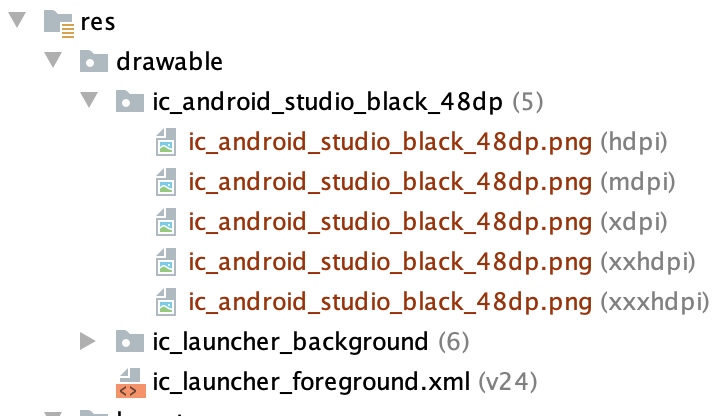 res
drawable
ic_android_studio_black_48dp (5)
ic_android_studio_black_48dp.png (hdpi)
ic_android_studio_black_48dp.png (mdpi)
ic_android_studio_black_48dp.png (xdpi)
ic_android_studio_black_48dp.png (xxhdpi)
ic_android_studio_black_48dp.png (xxxhdpi)
ic_launcher_background (6)
ic_launcher_foreground.xml (v24)